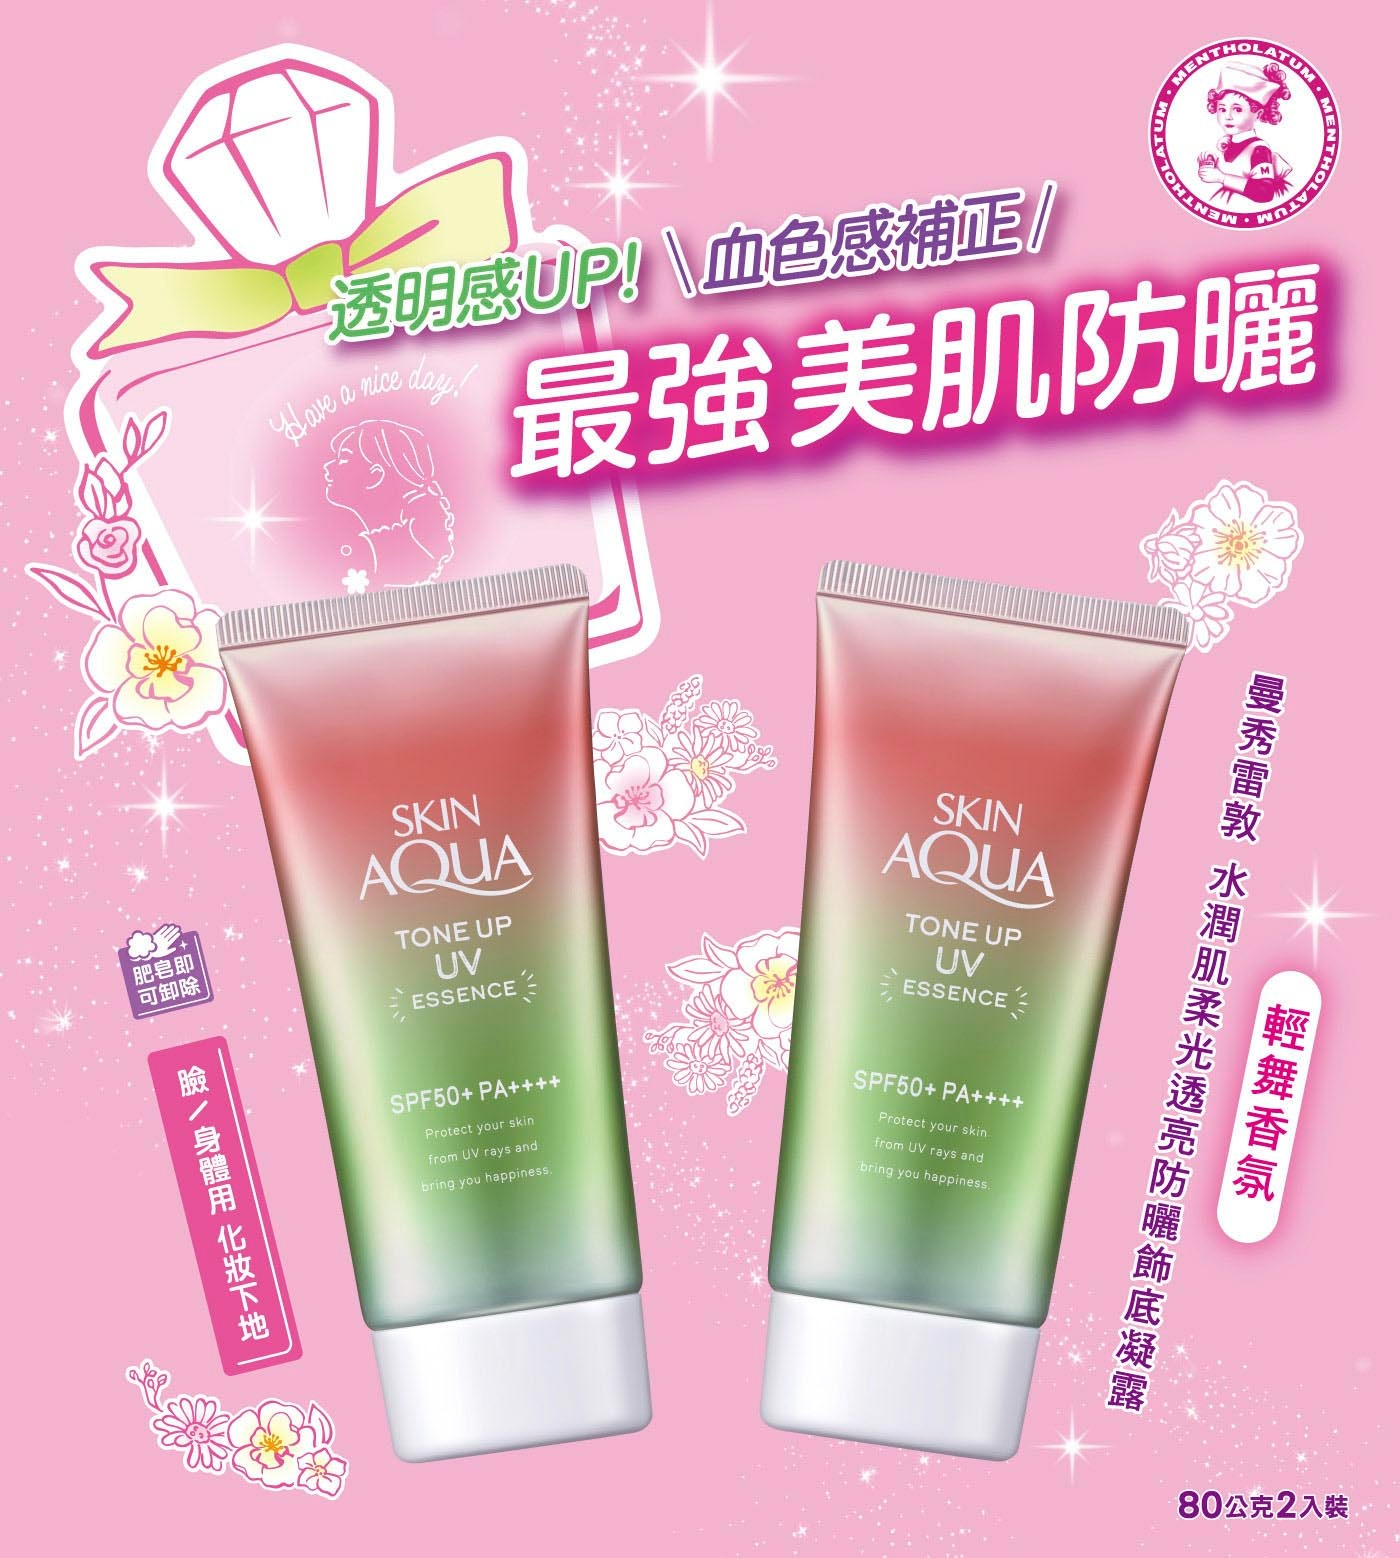 MENTHOLATUM · MENTHOLATUM · MENTHOLATUM ·
M
透明感UP!
\血色感補正/
最強美肌防曬
Have a nice day!
SKIN
AQUA
TONE UP
UV
ESSENCE
SPF50+ PA++++
Protect your skin
from UV rays and
bring you happiness.
SKIN
AQUA
TONE UP
UV
ESSENCE
SPF50+ PA++++
Protect your skin
from UV rays and
bring you happiness.
曼秀雷敦 水潤肌柔光透亮防曬飾底凝露
輕舞香氛
肥皂即
可卸除
臉/身體用 化妝下地
80公克2入裝